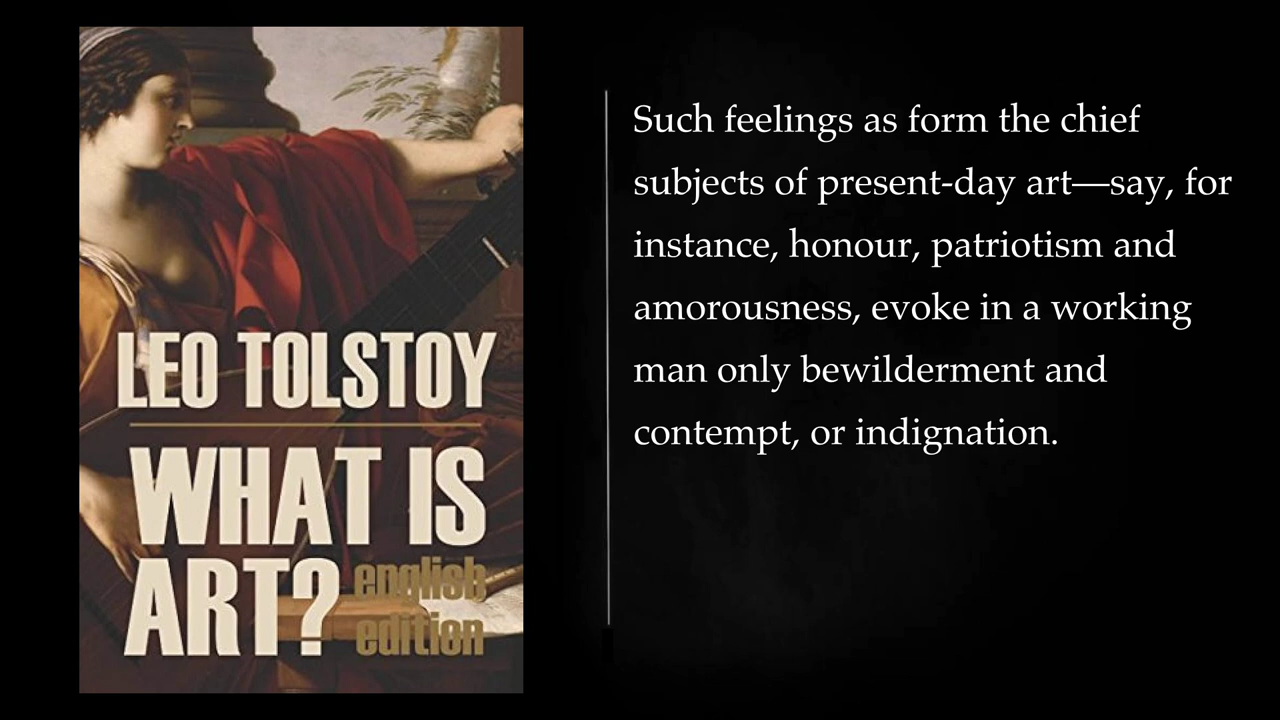 LEO TOLSTOY
WHAT IS
ART?
english
edition
Such feelings as form the chief
subjects of present-day art—say, for
instance, honour, patriotism and
amorousness, evoke in a working
man only bewilderment and
contempt, or indignation.